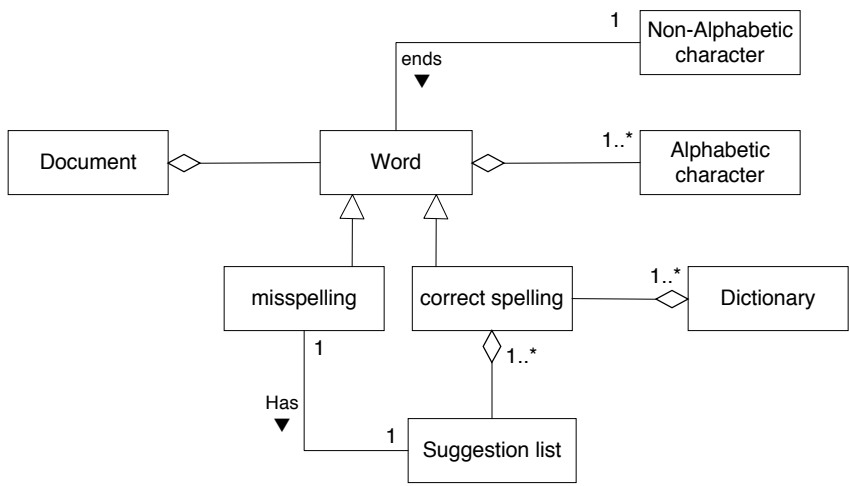 1
Non-Alphabetic
character
ends
▼
Document
Word
1..*
Alphabetic
character
misspelling
correct spelling
1..*
Dictionary
1
1..*
Has
▼
1
Suggestion list